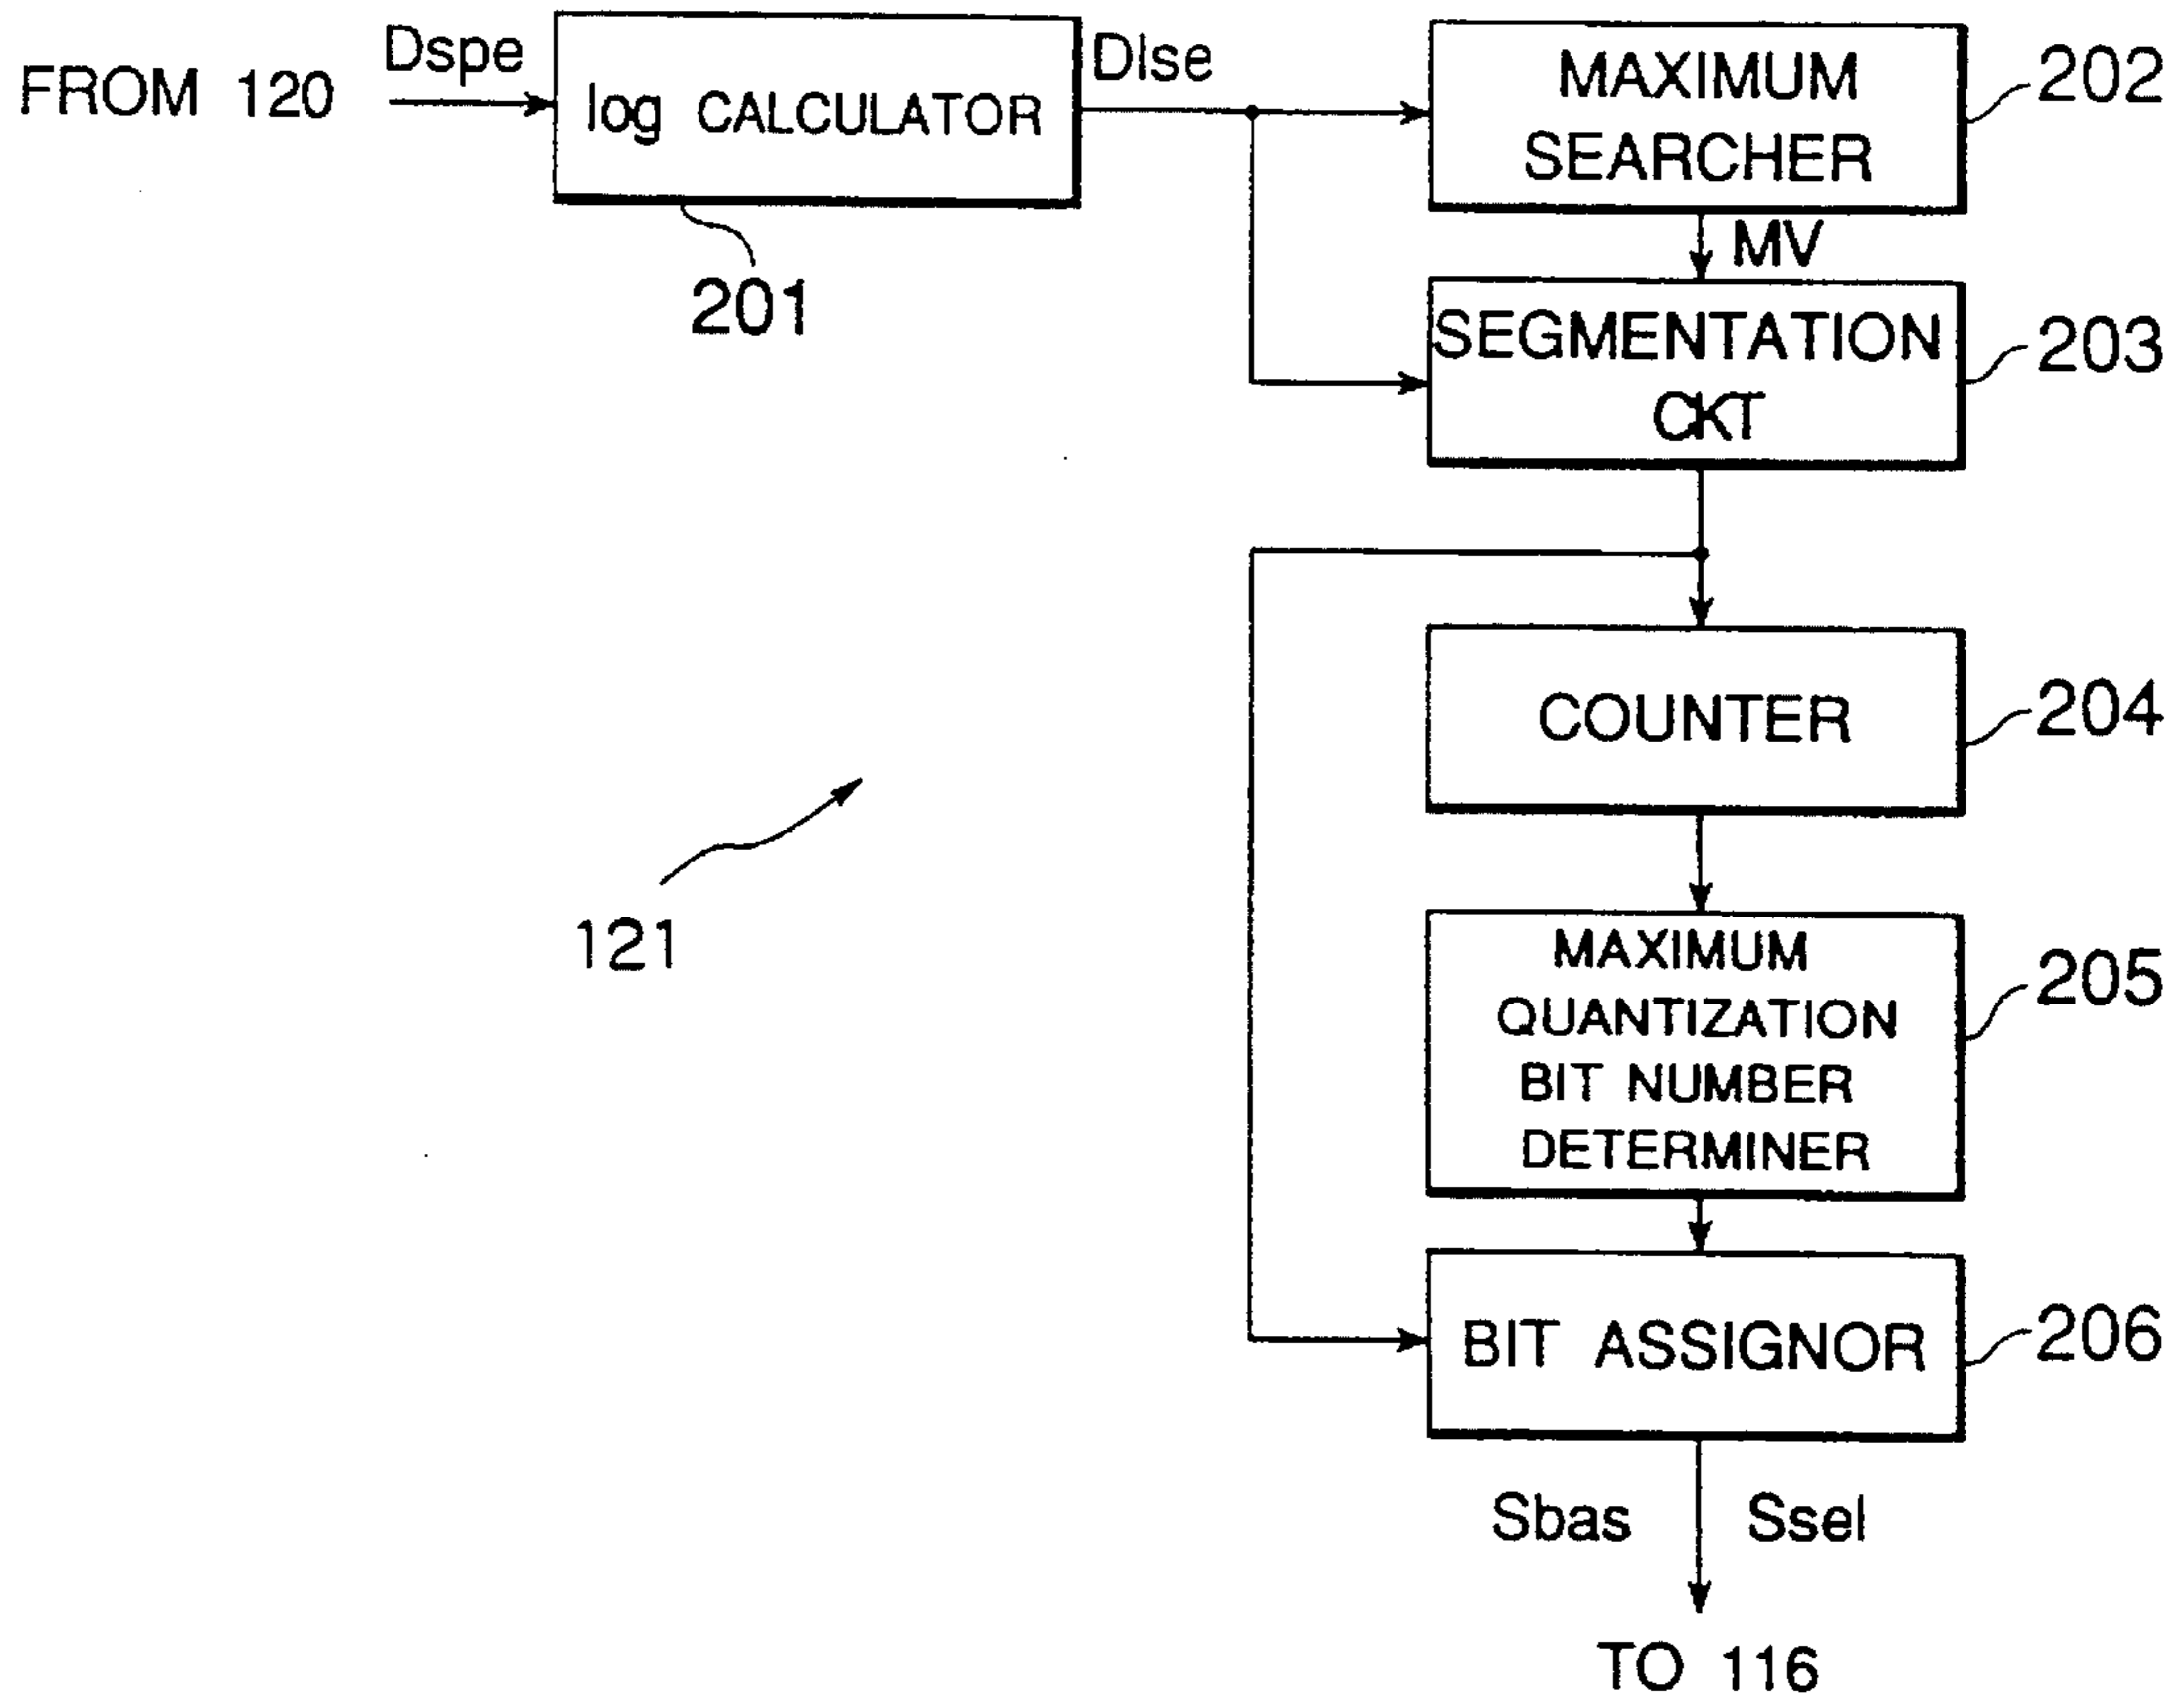 FROM 120
Dspe
log CALCULATOR
201
Dlse
MAXIMUM
SEARCHER
202
MV
SEGMENTATION
CKT
203
COUNTER
204
121
MAXIMUM
QUANTIZATION
BIT NUMBER
DETERMINER
205
BIT ASSIGNOR
206
Sbas
Ssel
TO 116